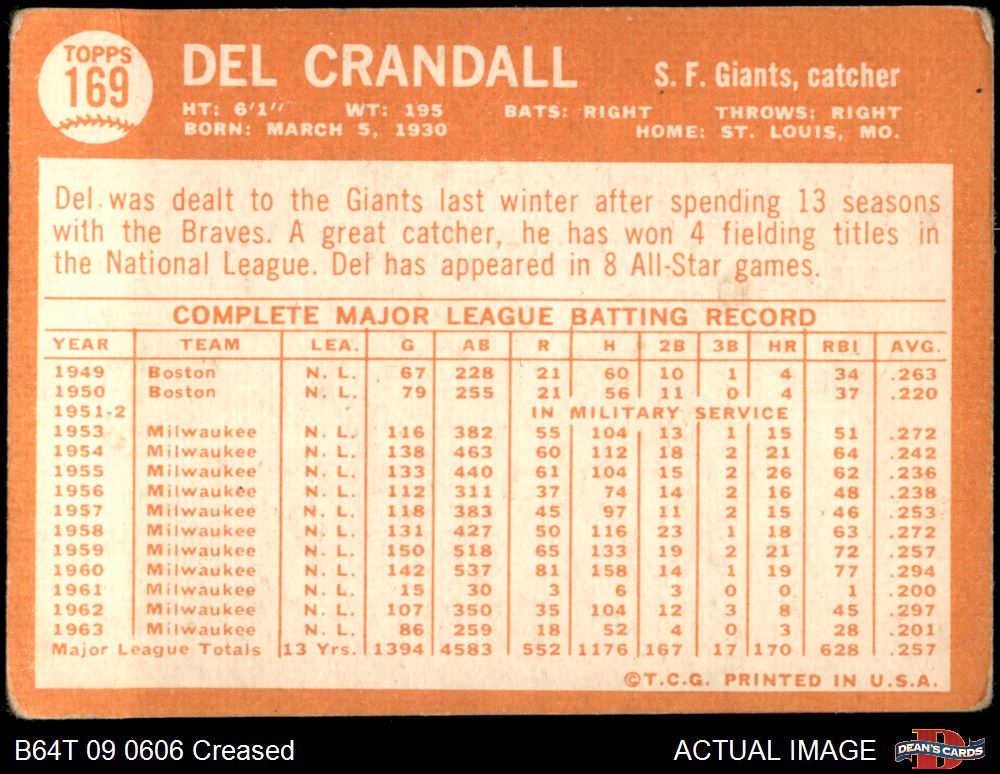 TOPPS
169
DEL CRANDALL
S. F. Giants, catcher
HT: 6'1" WT: 195 BATS: RIGHT THROWS: RIGHT
BORN: MARCH 5, 1930 HOME: ST. LOUIS, MO.
Del was dealt to the Giants last winter after spending 13 seasons
with the Braves. A great catcher, he has won 4 fielding titles in
the National League. Del has appeared in 8 All-Star games.
COMPLETE MAJOR LEAGUE BATTING RECORD
YEAR TEAM LEA. G AB R H 2B 3B HR RBI AVG.
1949 Boston N. L. 67 228 21 60 10 1 4 34 .263
1950 Boston N. L. 79 255 21 56 11 0 4 37 .220
1951-2 IN MILITARY SERVICE
1953 Milwaukee N. L. 116 382 55 104 13 1 15 51 .272
1954 Milwaukee N. L. 138 463 60 112 18 2 21 64 .242
1955 Milwaukee N. L. 133 440 61 104 15 2 26 62 .236
1956 Milwaukee N. L. 112 311 37 74 14 2 16 48 .238
1957 Milwaukee N. L. 118 383 45 97 11 2 15 46 .253
1958 Milwaukee N. L. 131 427 50 116 23 1 18 63 .272
1959 Milwaukee N. L. 150 518 65 133 19 2 21 72 .257
1960 Milwaukee N. L. 142 537 81 158 14 1 19 77 .294
1961 Milwaukee N. L. 15 30 3 6 3 0 0 1 .200
1962 Milwaukee N. L. 107 350 35 104 12 3 8 45 .297
1963 Milwaukee N. L. 86 259 18 52 4 0 3 28 .201
Major League Totals 13 Yrs. 1394 4583 552 1176 167 17 170 628 .257
©T.C.G. PRINTED IN U.S.A.
B64T 09 0606 Creased
ACTUAL IMAGE
DEAN'S CARDS